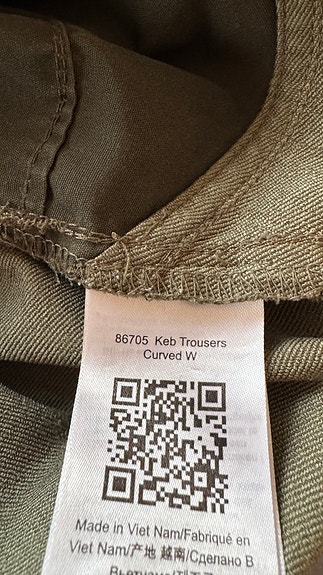 86705 Keb Trousers
Curved W
Made in Viet Nam/Fabriqué en
Viet Nam/产地 越南/Сделано В